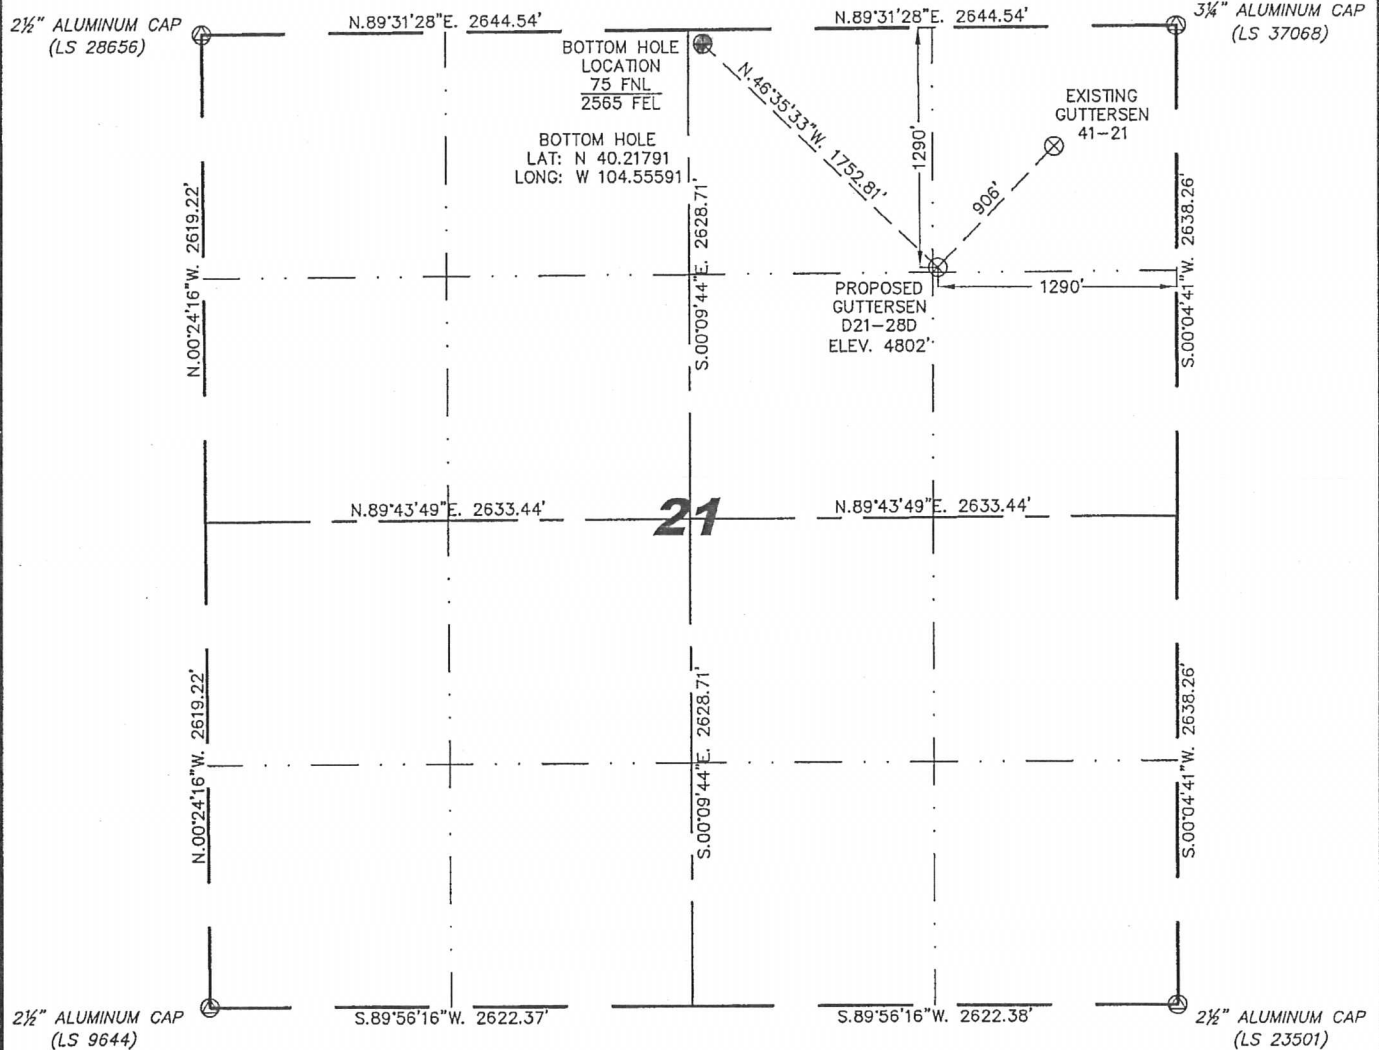 2½" ALUMINUM CAP
(LS 28656)
N.89°31'28"E. 2644.54'
N.89°31'28"E. 2644.54'
3¼" ALUMINUM CAP
(LS 37068)
BOTTOM HOLE
LOCATION
75 FNL
2565 FEL
BOTTOM HOLE
LAT: N 40.21791
LONG: W 104.55591
N.46°35'33"W. 1752.81'
1290'
EXISTING
GUTTERSEN
41-21
906'
N.00°24'16"W. 2619.22'
S.00°09'44"E. 2628.71'
S.00°04'41"W. 2638.26'
1290'
PROPOSED
GUTTERSEN
D21-28D
ELEV. 4802'
N.89°43'49"E. 2633.44'
21
N.89°43'49"E. 2633.44'
N.00°24'16"W. 2619.22'
S.00°09'44"E. 2628.71'
S.00°04'41"W. 2638.26'
2½" ALUMINUM CAP
(LS 9644)
S.89°56'16"W. 2622.37'
S.89°56'16"W. 2622.38'
2½" ALUMINUM CAP
(LS 23501)